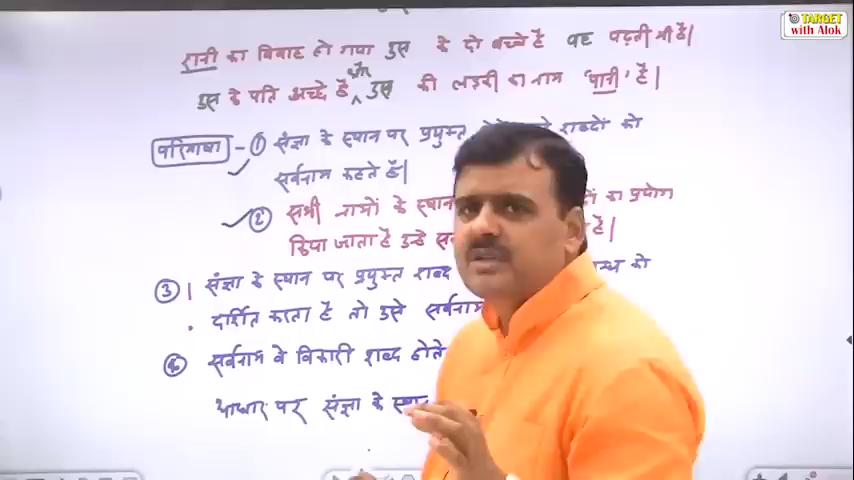 TARGET
with Alok
रानी का विवाह हो गया उस के दो बच्चे है वह पढ़ती भी है|
उस के पति अच्छे है और उस की लड़की का नाम 'पानी' है|
परिभाषा - ① संज्ञा के स्थान पर प्रयुक्त शब्दों को
सर्वनाम कहते हैं|
② सभी नामों के स्थान का प्रयोग
किया जाता है उन्हे है|
③ संज्ञा के स्थान पर प्रयुक्त शब्द को
दर्शित करता है तो उसे सर्वनाम
④ सर्वनाम वे विकारी शब्द होते
आधार पर संज्ञा के स्थान